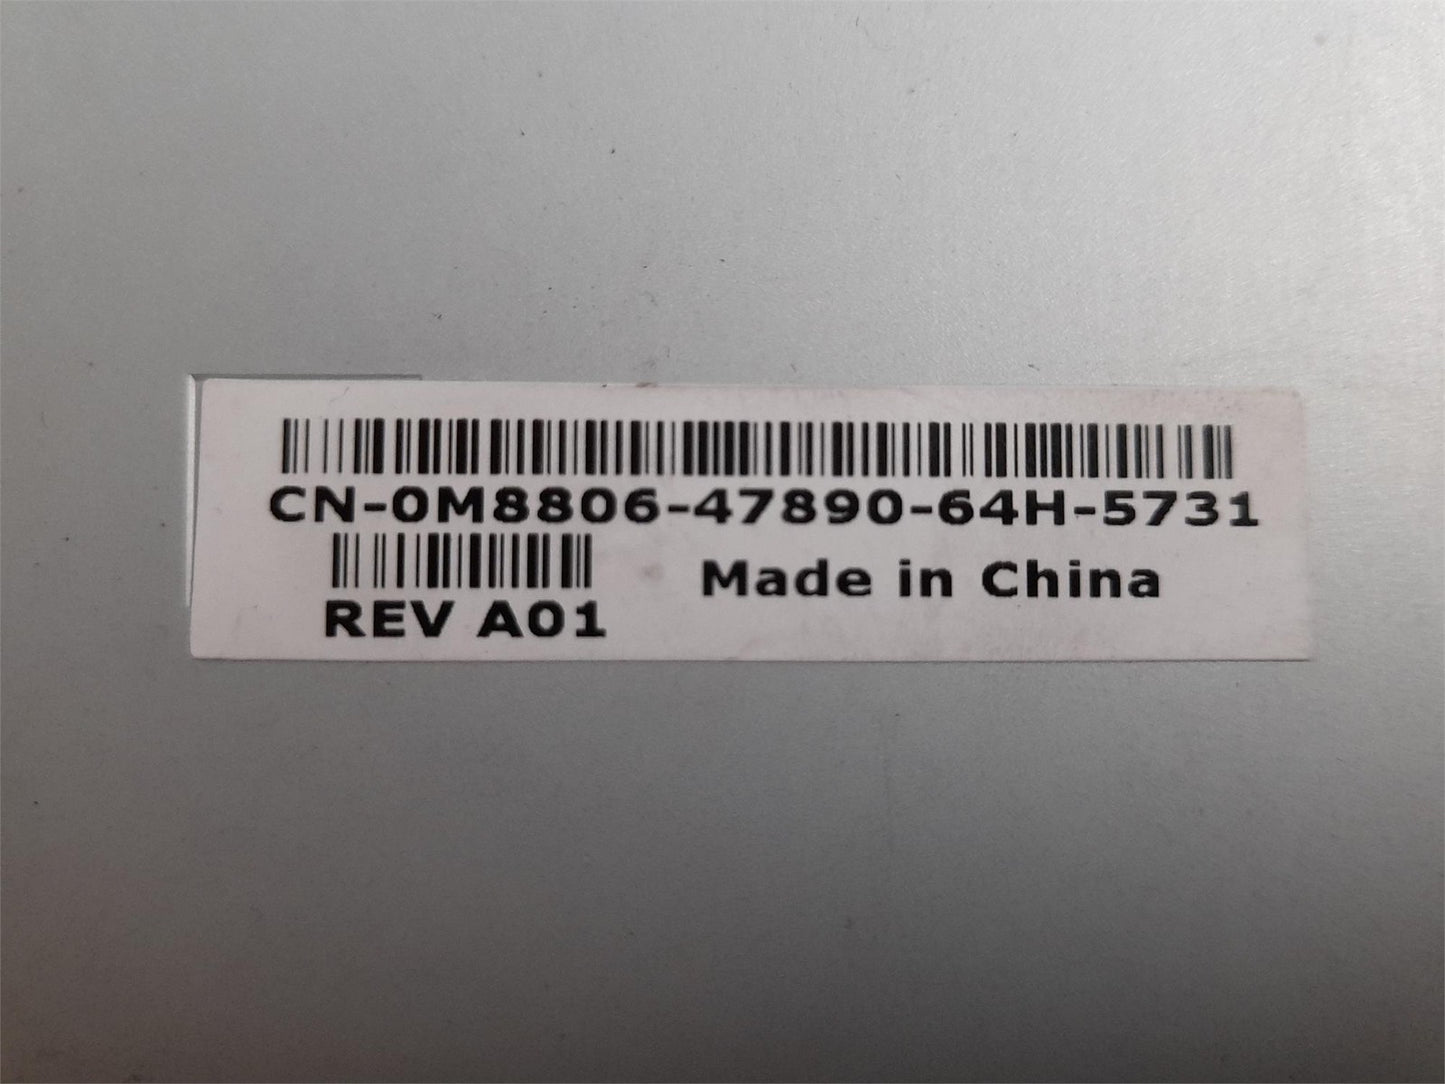 CN-0M8806-47890-64H-5731
REV A01
Made in China